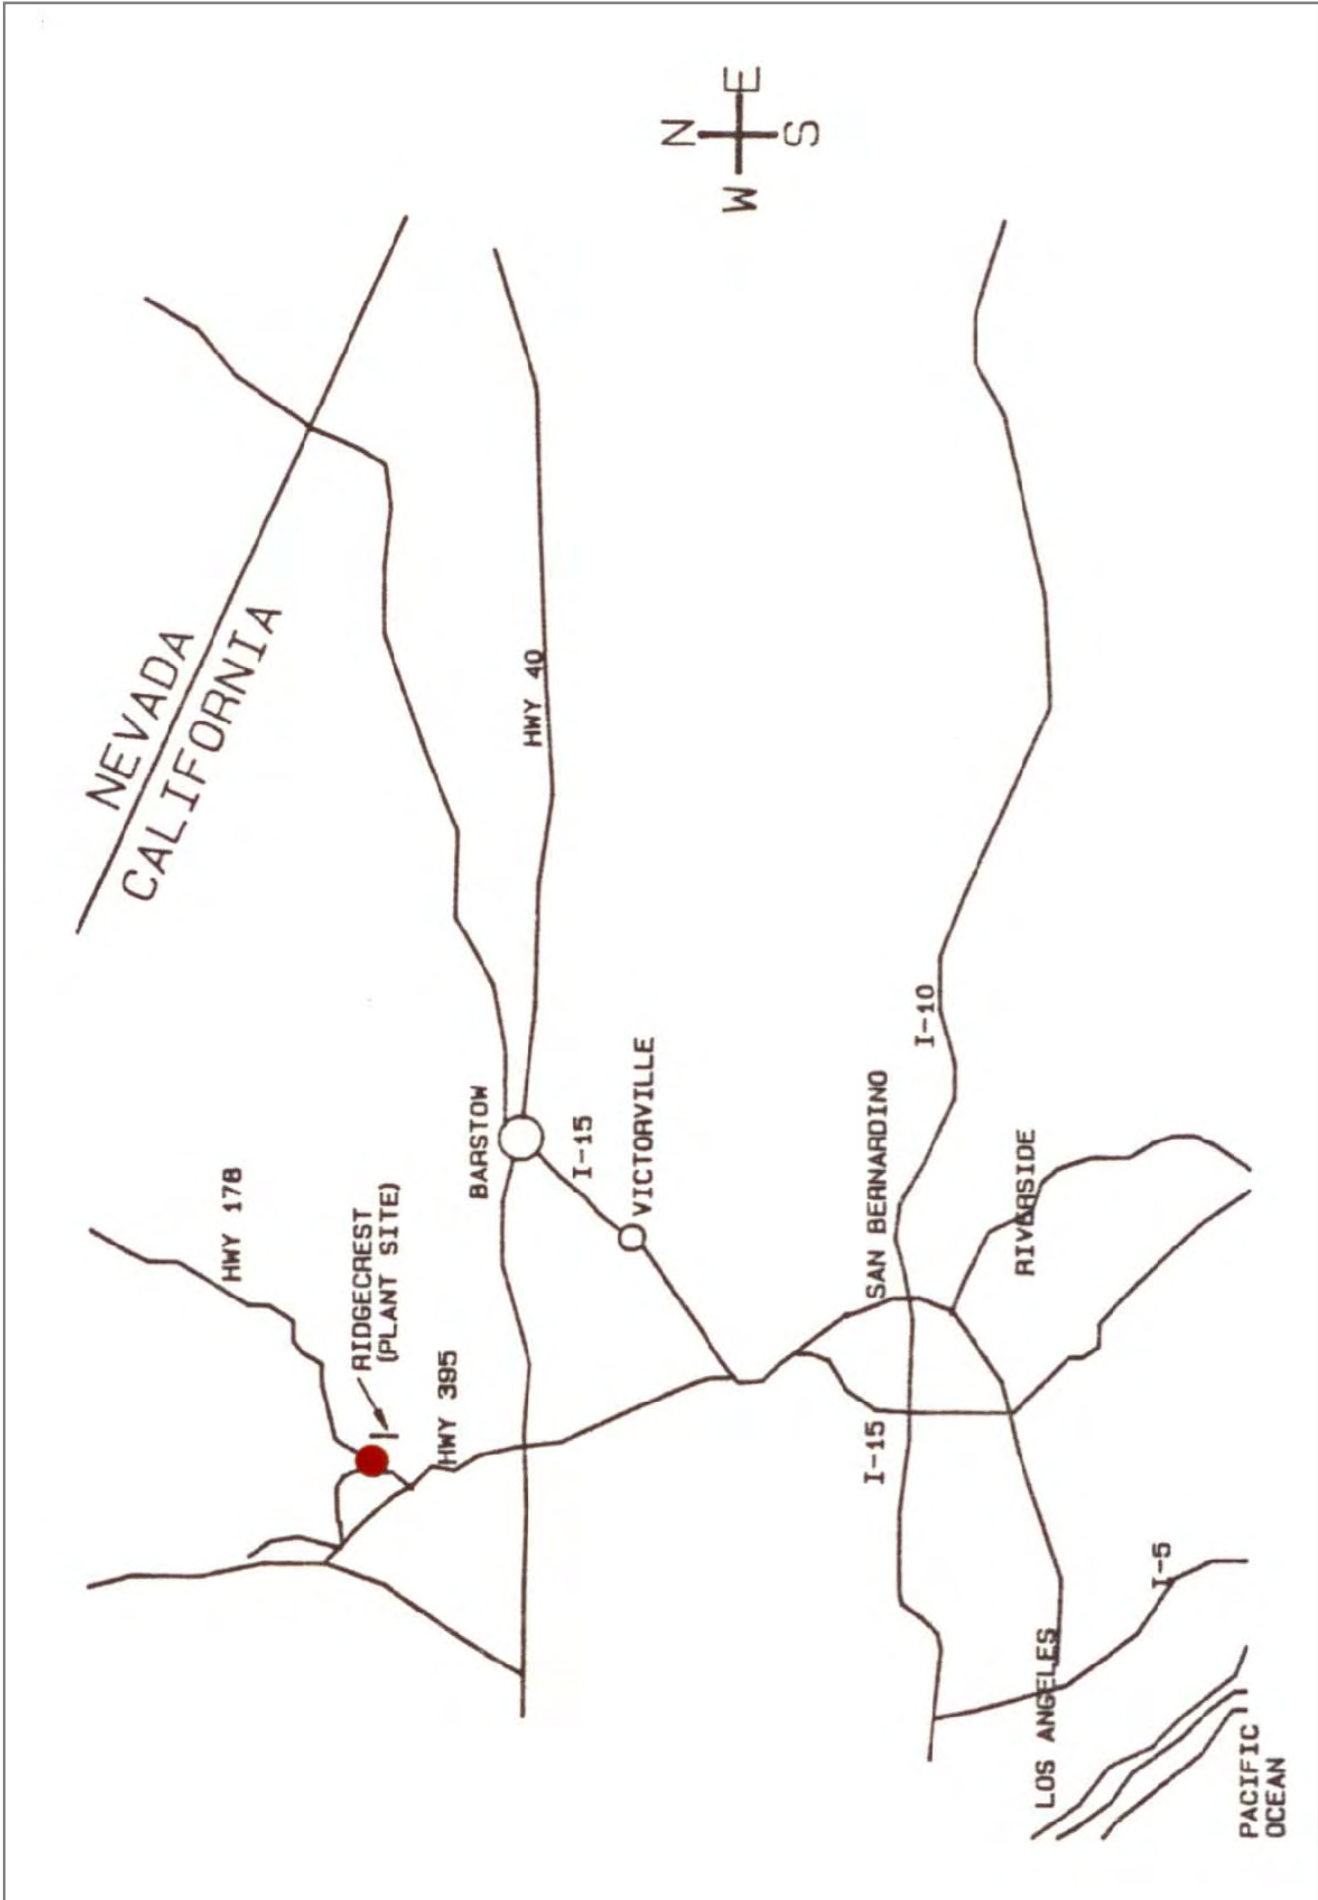 NEVADA
CALIFORNIA
N
W E
S
HWY 178
RIDGECREST
(PLANT SITE)
HWY 395
BARSTOW
HWY 40
I-15
VICTORVILLE
SAN BERNARDINO
I-10
I-15
RIVERSIDE
LOS ANGELES
I-5
PACIFIC
OCEAN